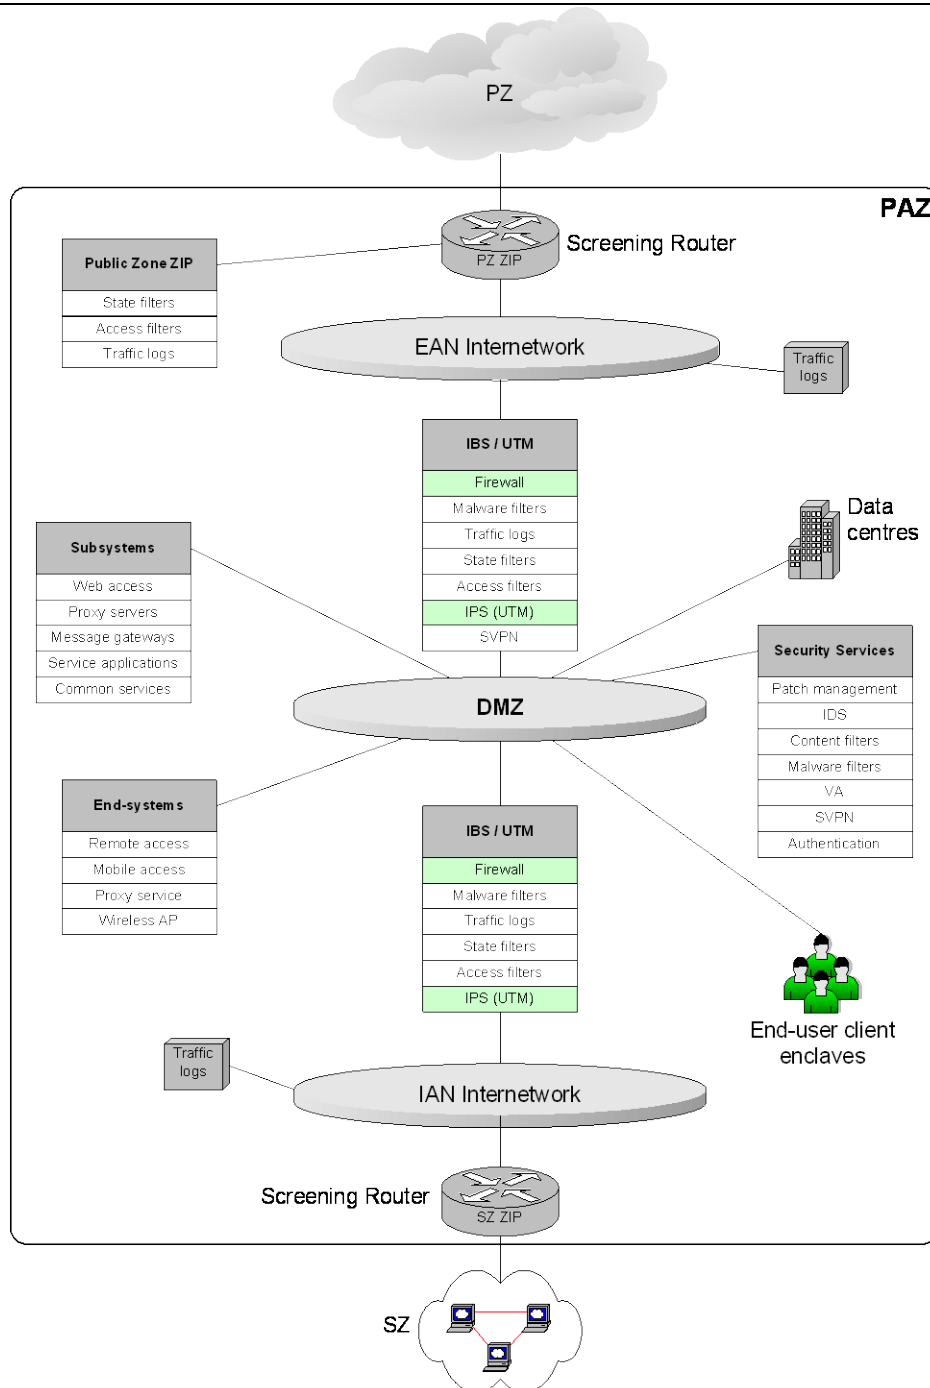 PZ
PAZ
Screening Router
PZ ZIP
Public Zone ZIP
State filters
Access filters
Traffic logs
EAN Internetwork
Traffic
logs
IBS / UTM
Firewall
Malware filters
Traffic logs
State filters
Access filters
IPS (UTM)
SVPN
Data
centres
Subsystems
Web access
Proxy servers
Message gateways
Service applications
Common services
Security Services
Patch management
IDS
Content filters
Malware filters
VA
SVPN
Authentication
DMZ
End-systems
Remote access
Mobile access
Proxy service
Wireless AP
IBS / UTM
Firewall
Malware filters
Traffic logs
State filters
Access filters
IPS (UTM)
End-user client
enclaves
Traffic
logs
IAN Internetwork
Screening Router
SZ ZIP
SZ